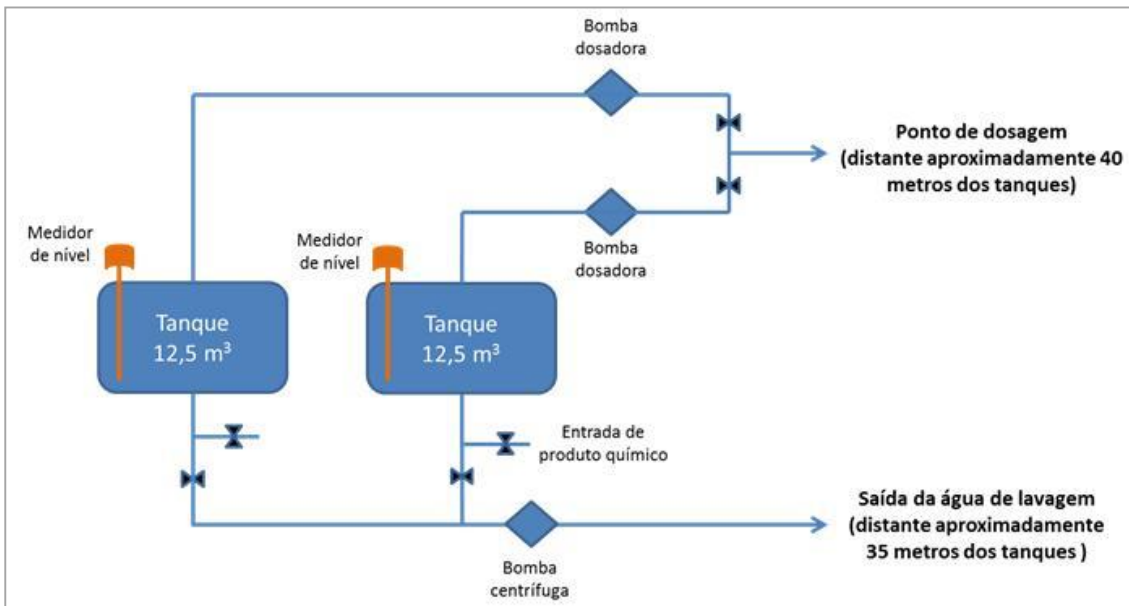 Bomba
dosadora
Ponto de dosagem
(distante aproximadamente 40
metros dos tanques)
Medidor
de nível
Medidor
de nível
Bomba
dosadora
Tanque
12,5 m³
Tanque
12,5 m³
Entrada de
produto químico
Saída da água de lavagem
(distante aproximadamente
35 metros dos tanques )
Bomba
centrífuga